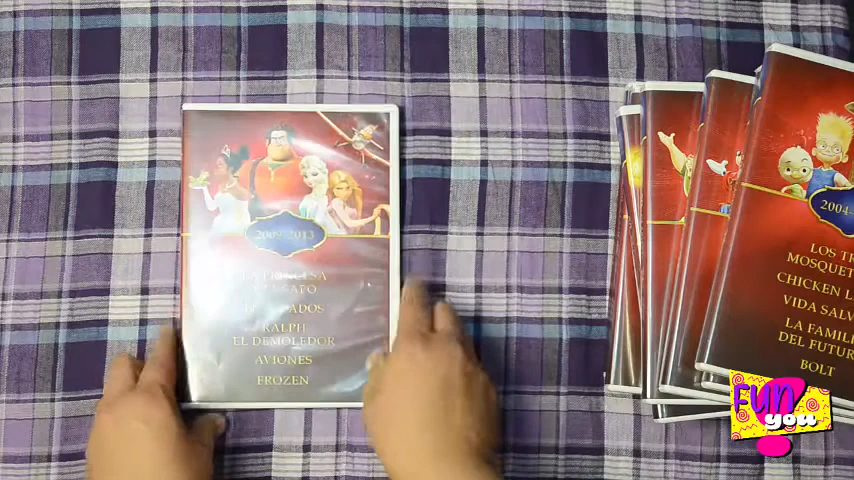 2009-2013
LA PRINCESA
RALPH
EL DEMOLEDOR
AVIONES
FROZEN
2004-
LOS TR
MOSQUET
CHICKEN L
VIDA SALV
LA FAMIL
DEL FUTUR
BOLT
Fun
you